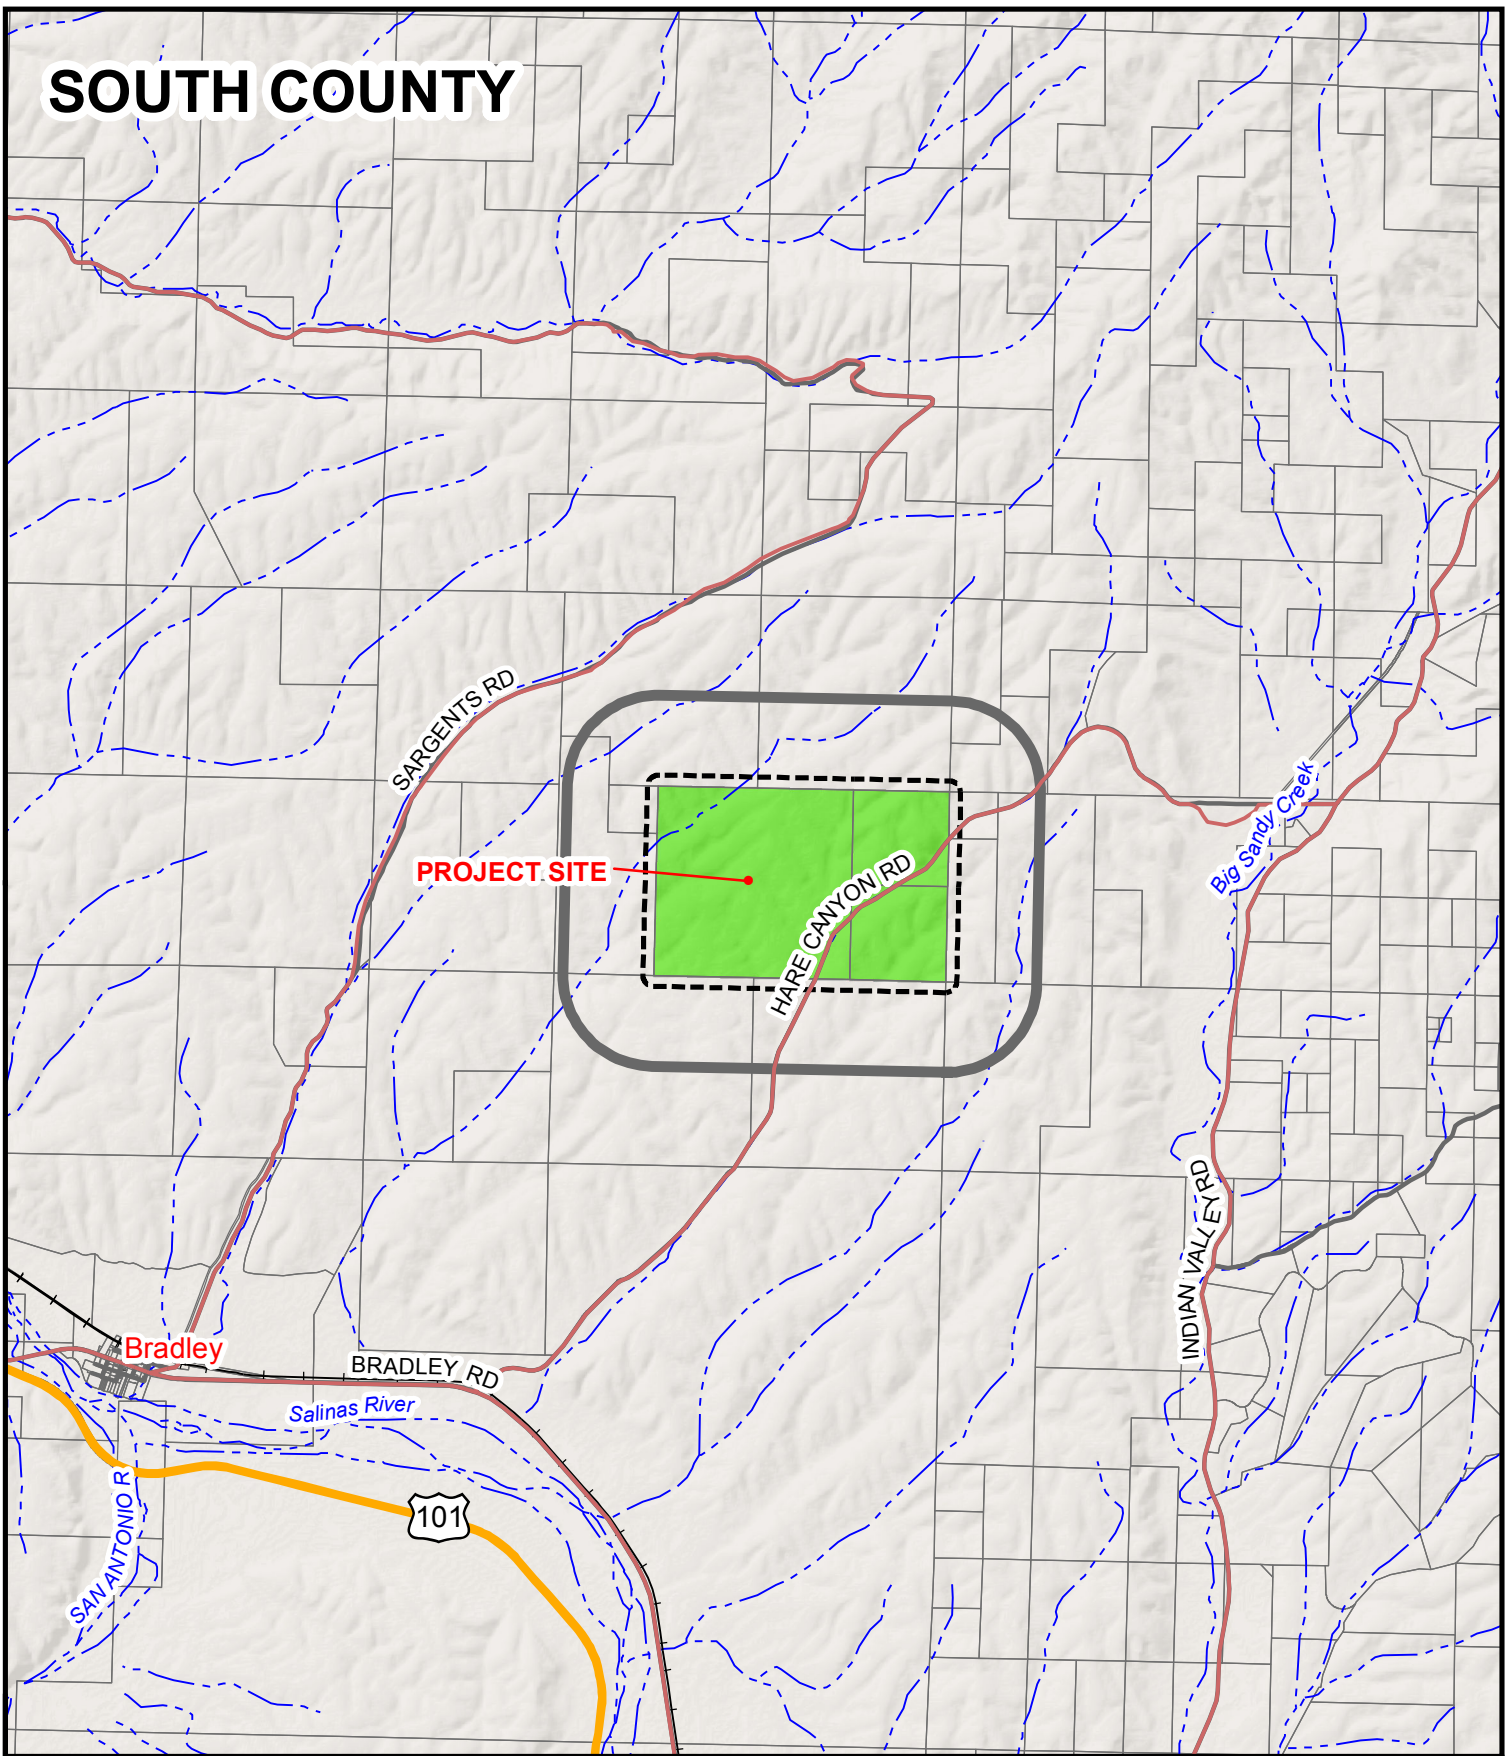 SOUTH COUNTY
SARGENTS RD
Big Sandy Creek
PROJECT SITE
HARE CANYON RD
INDIAN VALLEY RD
Bradley
BRADLEY RD
Salinas River
SAN ANTONIO R
101